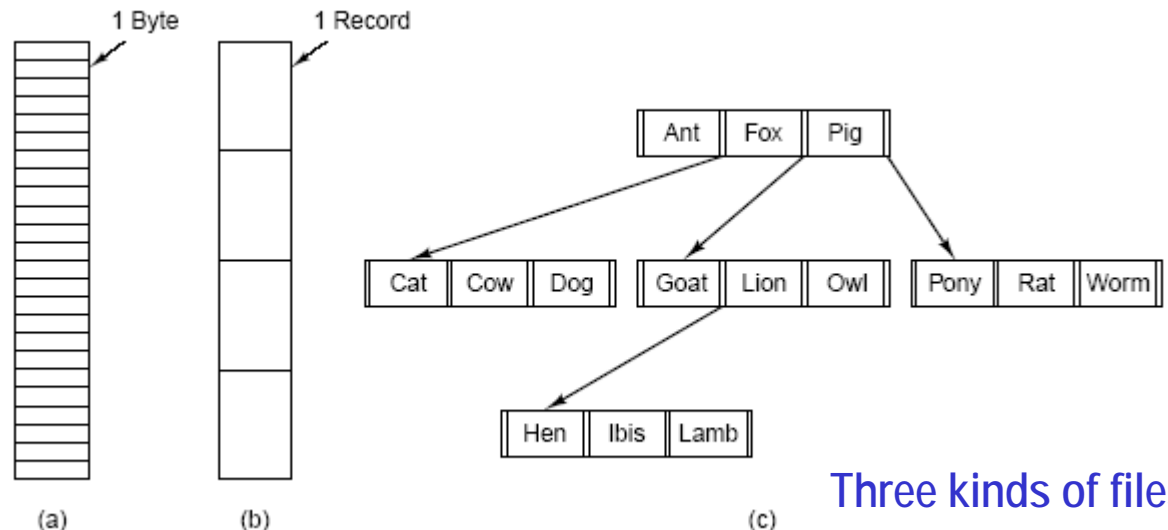 1 Byte
1 Record
Ant Fox Pig
Cat Cow Dog
Goat Lion Owl
Pony Rat Worm
Hen Ibis Lamb
Three kinds of file
(a)
(b)
(c)